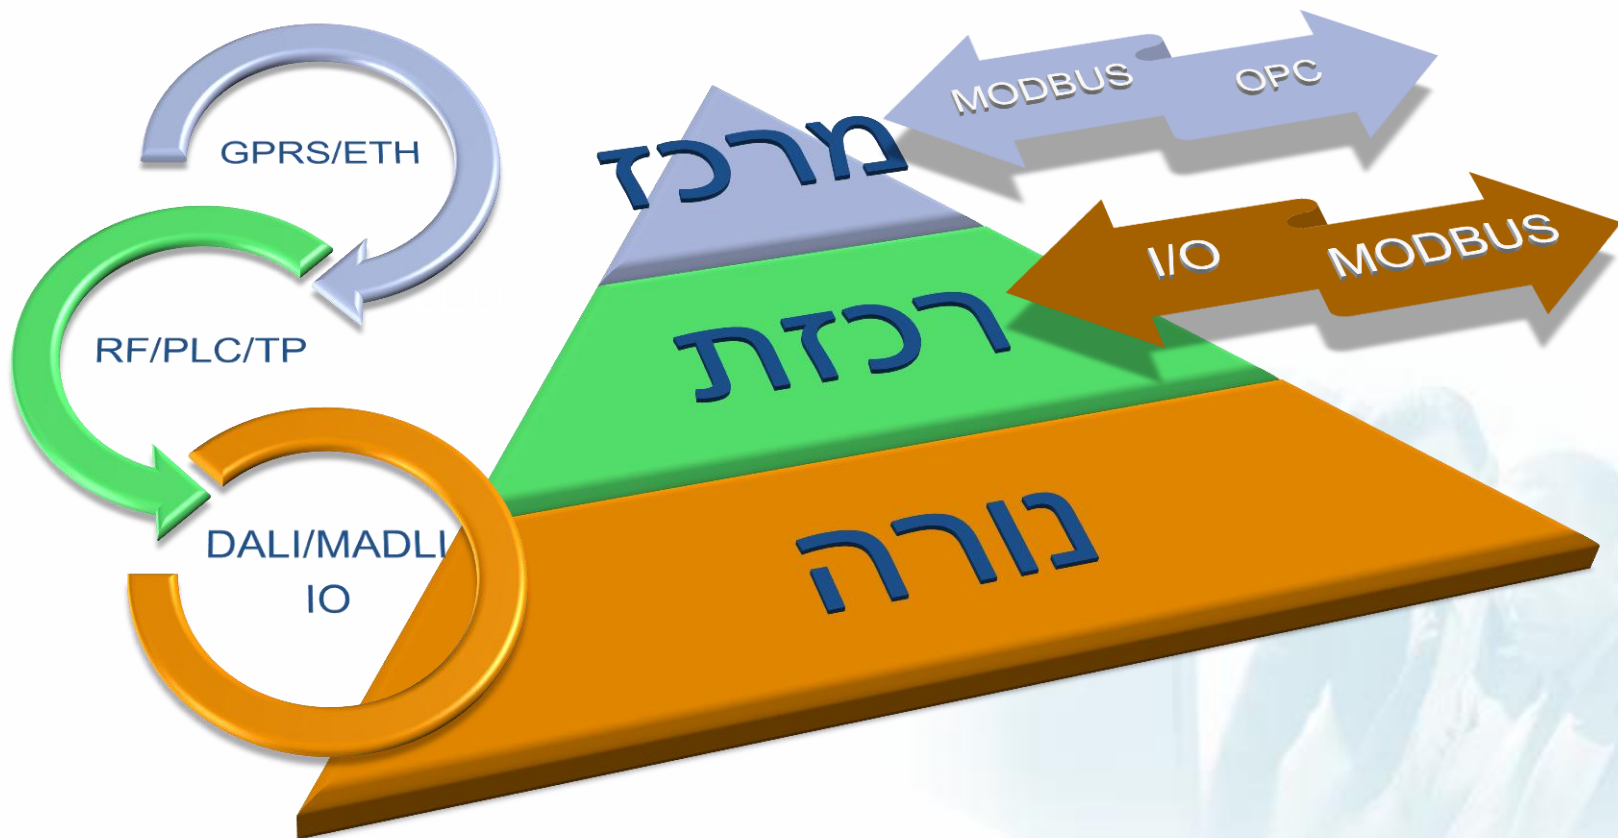 GPRS/ETH
RF/PLC/TP
DALI/MADLI
IO
מרכז
רכזת
נורה
MODBUS OPC
I/O MODBUS